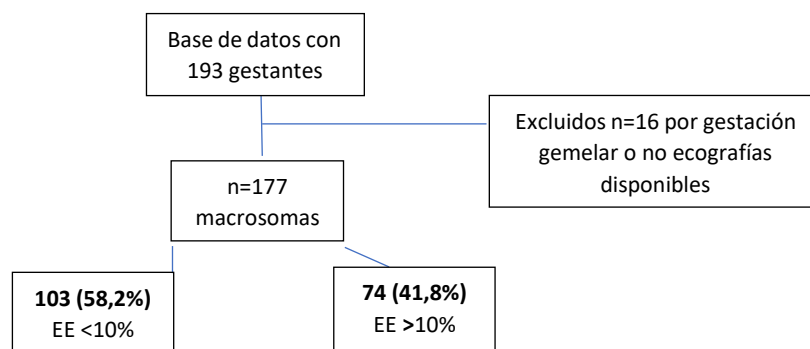 Base de datos con
193 gestantes
Excluidos n=16 por gestación
gemelar o no ecografías
disponibles
n=177
macrosomas
103 (58,2%)
EE <10%
74 (41,8%)
EE >10%